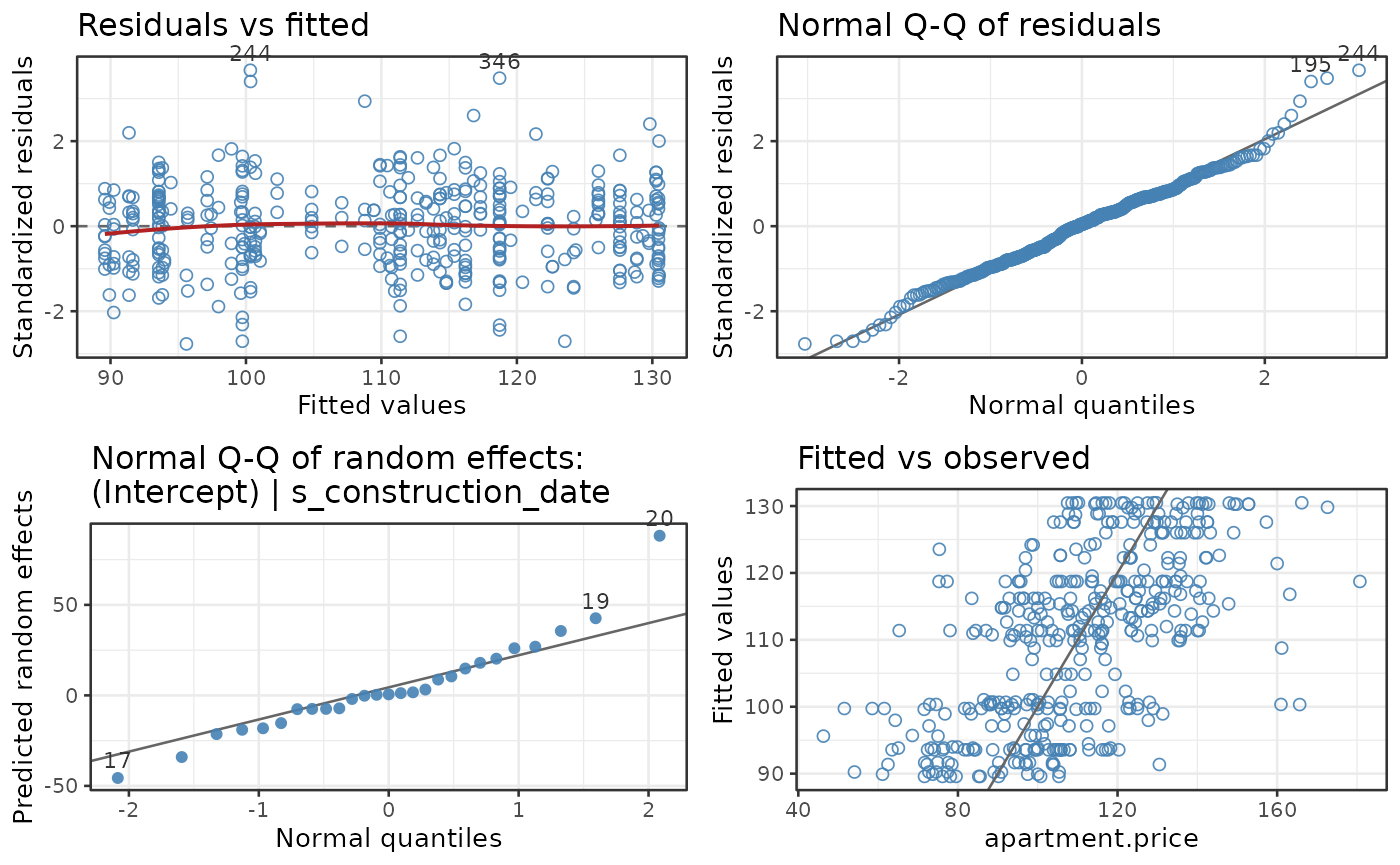 Residuals vs fitted
244
346
2
0
-2
90 100 110 120 130
Standardized residuals
Fitted values
Normal Q-Q of residuals
244
195
2
0
-2
-2 0 2
Standardized residuals
Normal quantiles
Normal Q-Q of random effects:
(Intercept) | s_construction_date
20
19
17
50
0
-50
-2 -1 0 1 2
Predicted random effects
Normal quantiles
Fitted vs observed
130
120
110
100
90
40 80 120 160
Fitted values
apartment.price